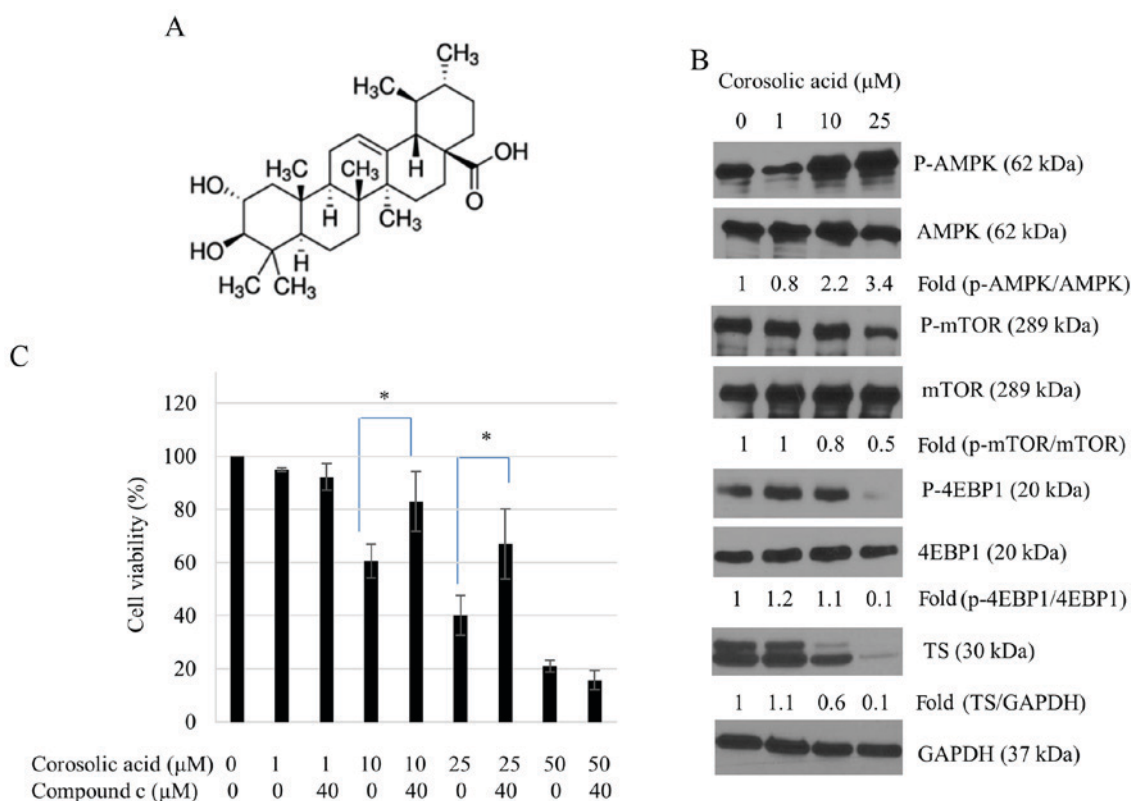 A
CH₃
CH₃
H₃C
OH
H
O
H₃C
CH₃
HO
H
CH₃
HO
H
H₃C
CH₃
B
Corosolic acid (µM)
0 1 10 25
P-AMPK (62 kDa)
AMPK (62 kDa)
1 0.8 2.2 3.4 Fold (p-AMPK/AMPK)
P-mTOR (289 kDa)
mTOR (289 kDa)
1 1 0.8 0.5 Fold (p-mTOR/mTOR)
P-4EBP1 (20 kDa)
4EBP1 (20 kDa)
1 1.2 1.1 0.1 Fold (p-4EBP1/4EBP1)
TS (30 kDa)
1 1.1 0.6 0.1 Fold (TS/GAPDH)
GAPDH (37 kDa)
C
Cell viability (%)
120
100
80
60
40
20
0
*
*
Corosolic acid (µM) 0 1 1 10 10 25 25 50 50
Compound c (µM) 0 0 40 0 40 0 40 0 40